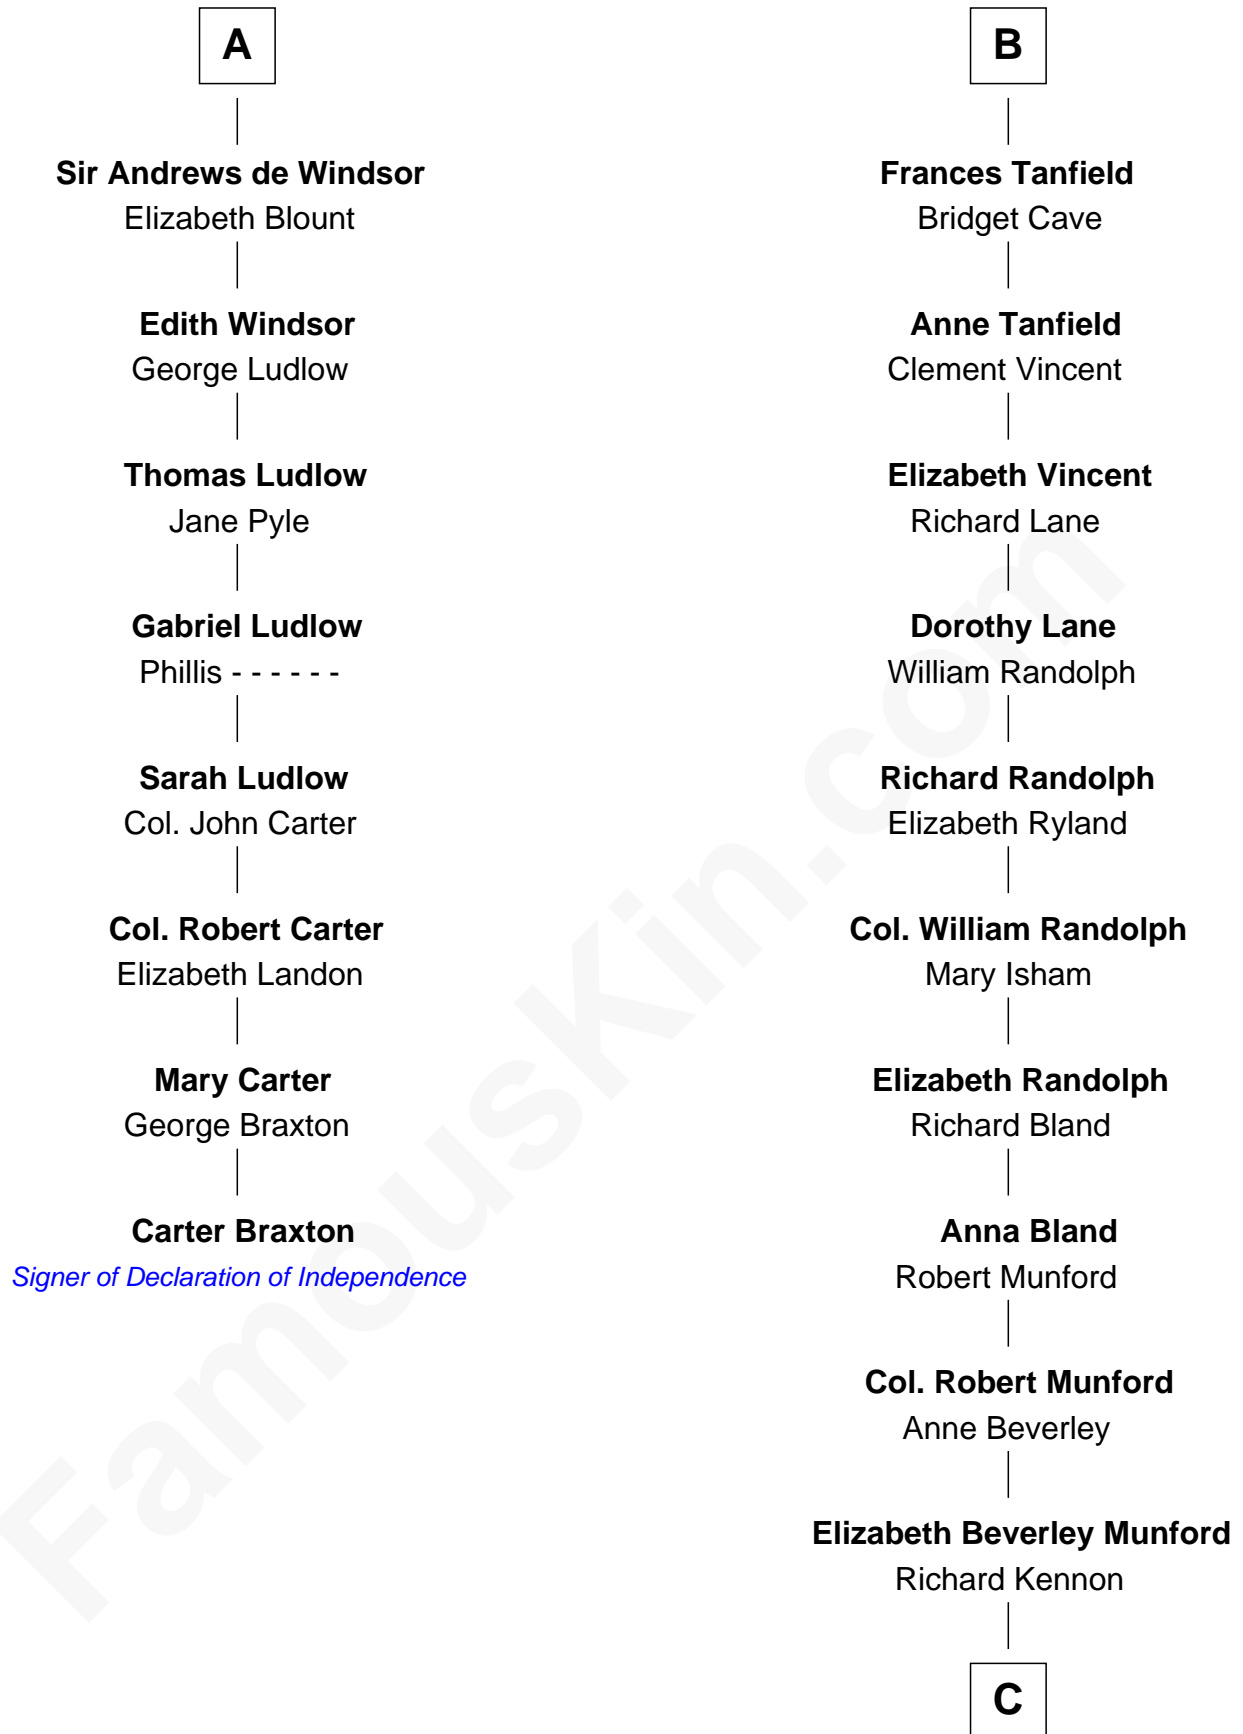 A
Sir Andrews de Windsor
Elizabeth Blount
Edith Windsor
George Ludlow
Thomas Ludlow
Jane Pyle
Gabriel Ludlow
Phillis - - - - - -
Sarah Ludlow
Col. John Carter
Col. Robert Carter
Elizabeth Landon
Mary Carter
George Braxton
Carter Braxton
Signer of Declaration of Independence
B
Frances Tanfield
Bridget Cave
Anne Tanfield
Clement Vincent
Elizabeth Vincent
Richard Lane
Dorothy Lane
William Randolph
Richard Randolph
Elizabeth Ryland
Col. William Randolph
Mary Isham
Elizabeth Randolph
Richard Bland
Anna Bland
Robert Munford
Col. Robert Munford
Anne Beverley
Elizabeth Beverley Munford
Richard Kennon
C
FamousKin.com